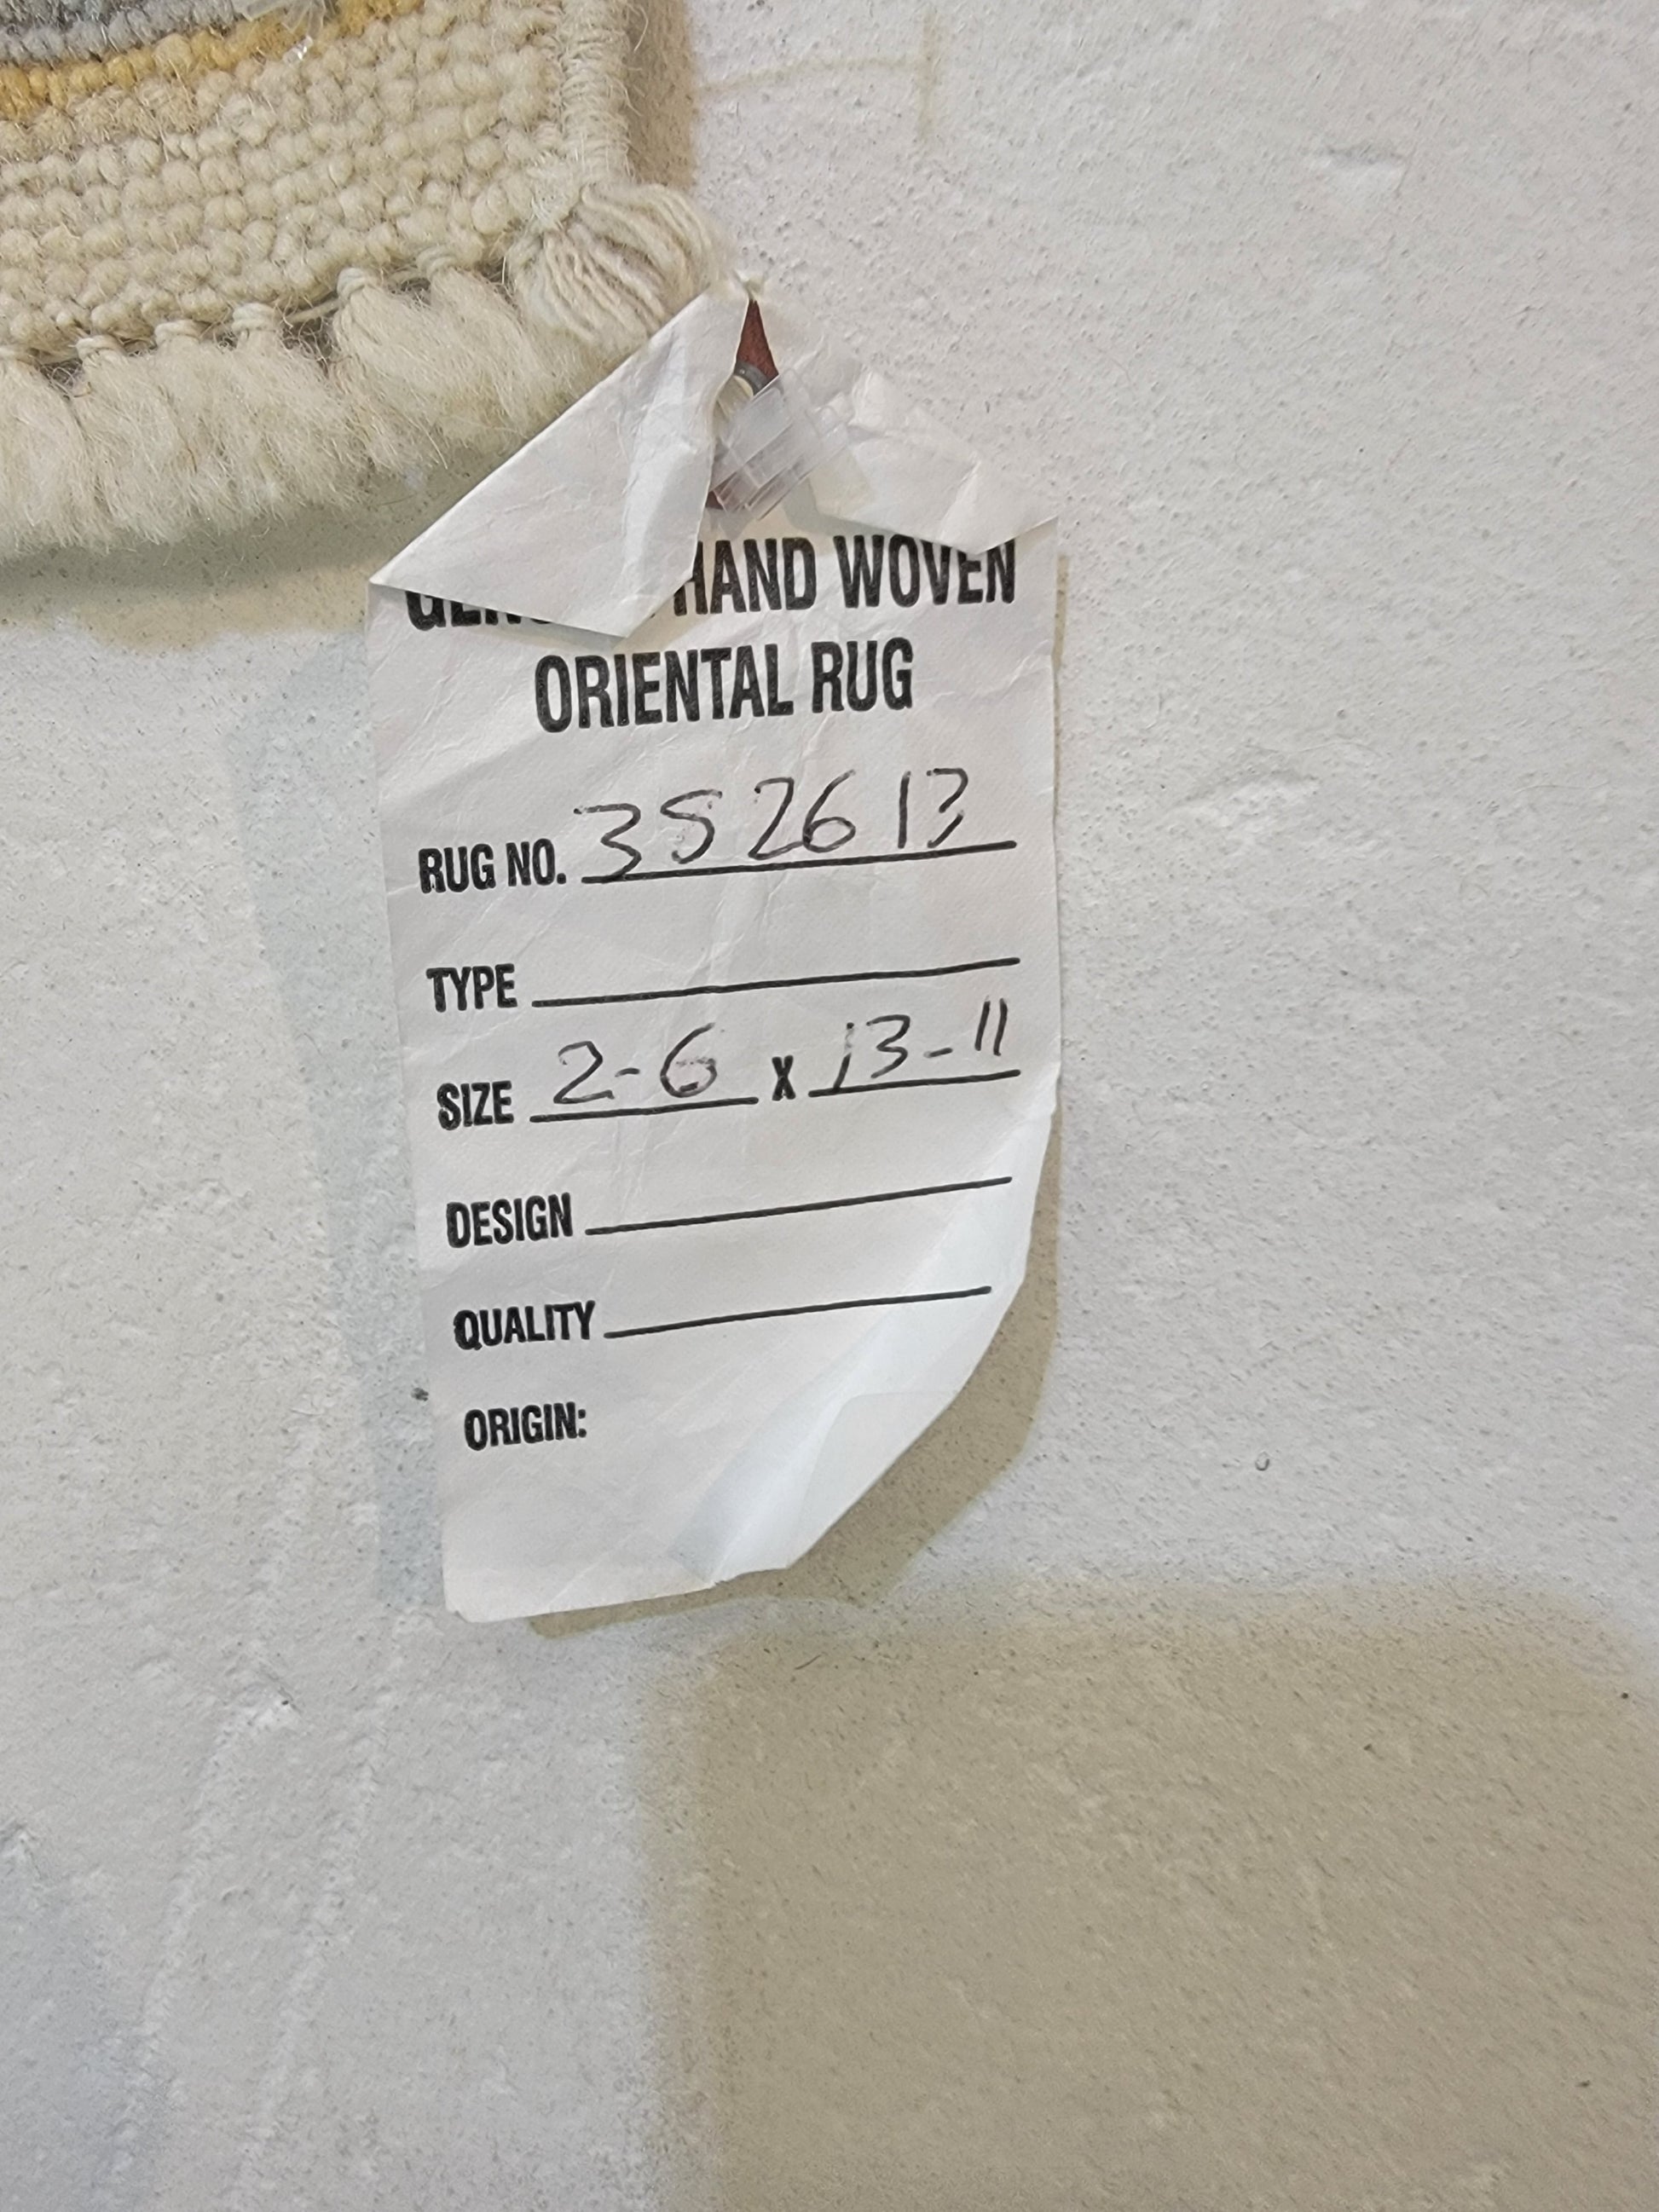 HAND WOVEN
ORIENTAL RUG
RUG NO. 352613
TYPE
SIZE 2-6 X 13-11
DESIGN
QUALITY
ORIGIN: